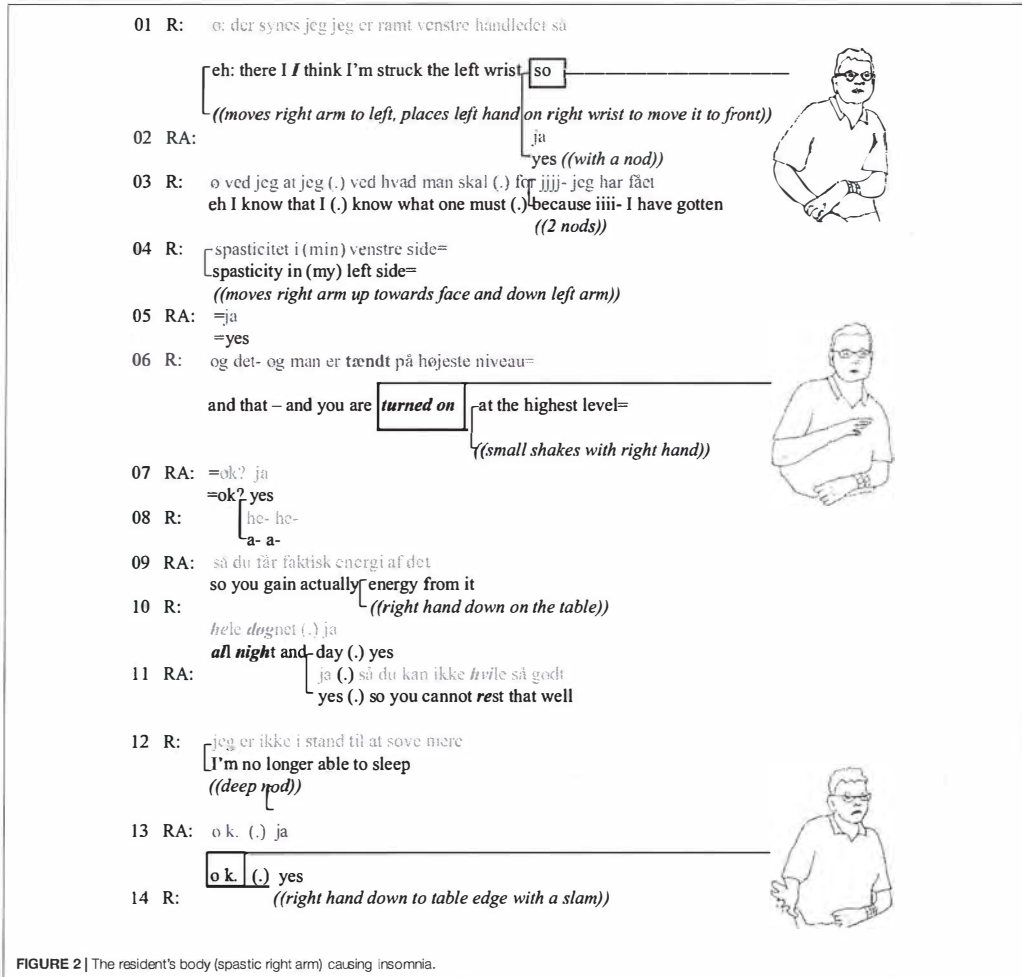 01 R: ø: der synes jeg jeg er ramt venstre håndledet så
eh: there I I think I'm struck the left wrist so
((moves right arm to left, places left hand on right wrist to move it to front))
02 RA: ja
yes ((with a nod))
03 R: ø ved jeg at jeg (.) ved hvad man skal (.) for jjjj- jeg har fået
eh I know that I (.) know what one must (.) because iiii- I have gotten
((2 nods))
04 R: spasticitet i (min) venstre side=
spasticity in (my) left side=
((moves right arm up towards face and down left arm))
05 RA: =ja
=yes
06 R: og det- og man er tændt på højeste niveau=
and that – and you are turned on at the highest level=
((small shakes with right hand))
07 RA: =ok? ja
=ok? yes
08 R: he- he-
a- a-
09 RA: så du får faktisk energi af det
so you gain actually energy from it
10 R: ((right hand down on the table))
hele døgnet (.) ja
all night and day (.) yes
11 RA: ja (.) så du kan ikke hvile så godt
yes (.) so you cannot rest that well
12 R: jeg er ikke i stand til at sove mere
I'm no longer able to sleep
((deep nod))
13 RA: o k. (.) ja
o k. (.) yes
14 R: ((right hand down to table edge with a slam))
FIGURE 2 | The resident's body (spastic right arm) causing insomnia.